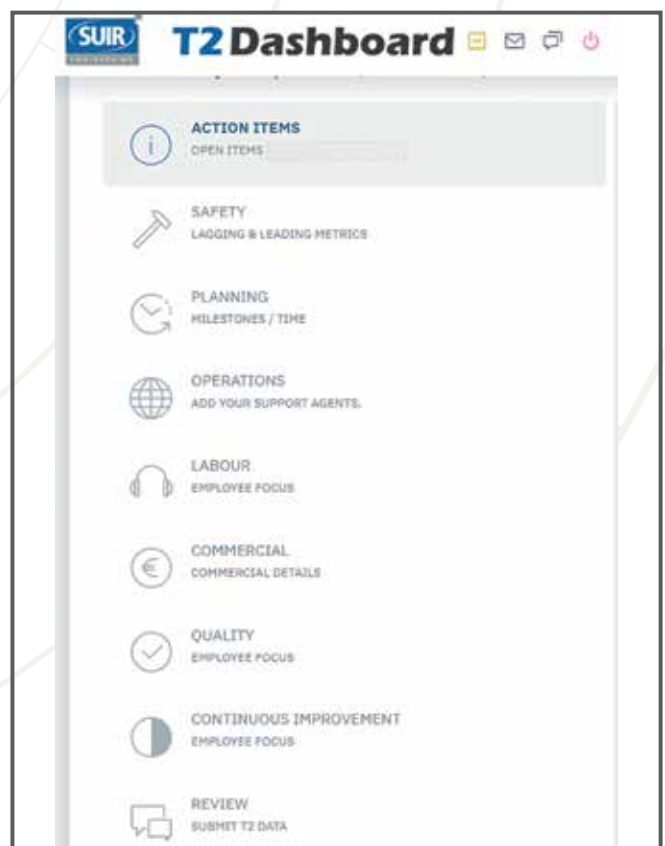 SUIR
T2 Dashboard
ACTION ITEMS
OPEN ITEMS
SAFETY
LAGGING & LEADING METRICS
PLANNING
MILESTONES / TIME
OPERATIONS
ADD YOUR SUPPORT AGENTS.
LABOUR
EMPLOYEE FOCUS
COMMERCIAL
COMMERCIAL DETAILS
QUALITY
EMPLOYEE FOCUS
CONTINUOUS IMPROVEMENT
EMPLOYEE FOCUS
REVIEW
SUBMIT T2 DATA